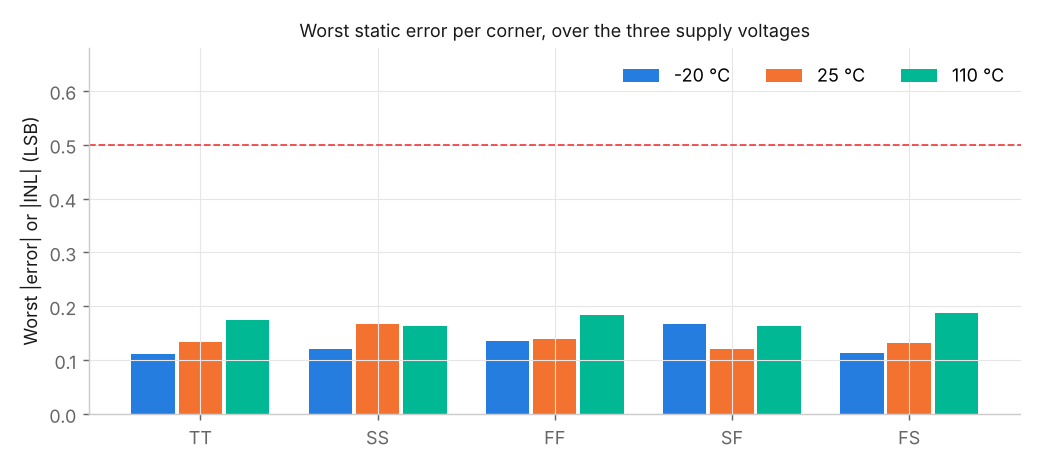 Worst static error per corner, over the three supply voltages
-20 °C
25 °C
110 °C
Worst |error| or |INL| (LSB)
0.6
0.5
0.4
0.3
0.2
0.1
0.0
TT
SS
FF
SF
FS